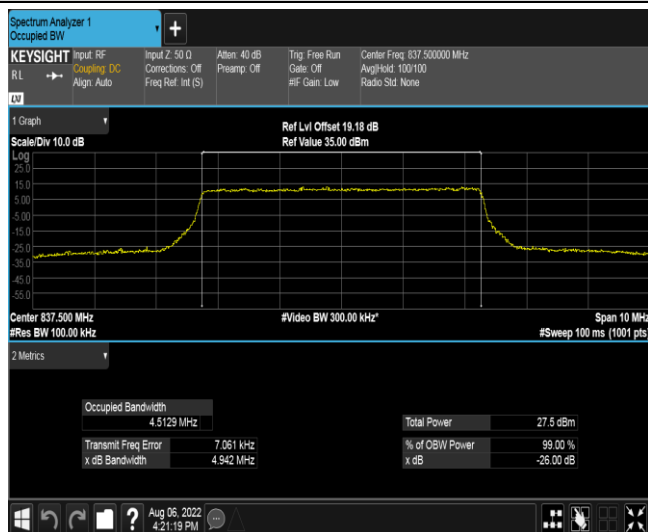 Spectrum Analyzer 1
Occupied BW
+
KEYSIGHT Input: RF Input Z: 50 Ω Atten: 40 dB Trig: Free Run Center Freq: 837.500000 MHz
RL Coupling: DC Corrections: Off Preamp: Off Gate: Off Avg|Hold: 100/100
Align: Auto Freq Ref: Int (S) #IF Gain: Low Radio Std: None
LXI
1 Graph Ref Lvl Offset 19.18 dB
Scale/Div 10.0 dB Ref Value 35.00 dBm
Log
25.0
15.0
5.00
-5.00
-15.0
-25.0
-35.0
-45.0
-55.0
Center 837.500 MHz #Video BW 300.00 kHz* Span 10 MHz
#Res BW 100.00 kHz #Sweep 100 ms (1001 pts)
2 Metrics
Occupied Bandwidth
4.5129 MHz Total Power 27.5 dBm
Transmit Freq Error 7.061 kHz % of OBW Power 99.00 %
x dB Bandwidth 4.942 MHz x dB -26.00 dB
? Aug 06, 2022
4:21:19 PM